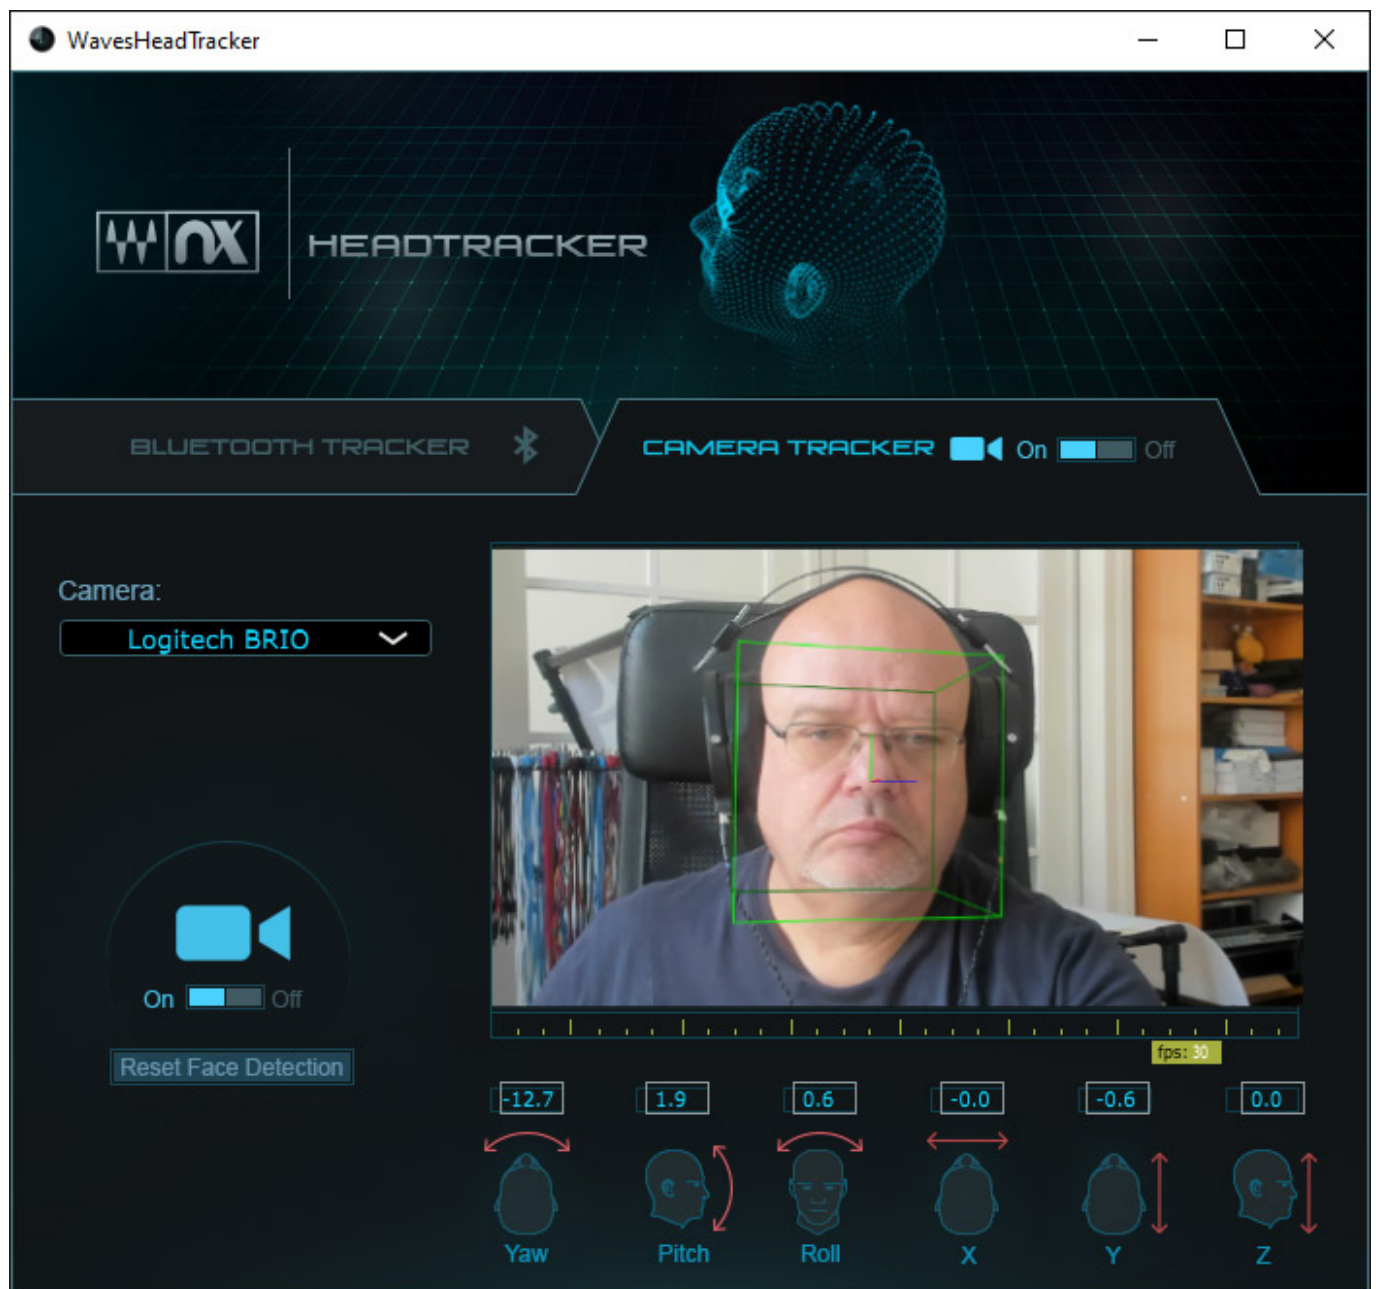 WavesHeadTracker
NX
HEADTRACKER
BLUETOOTH TRACKER
CAMERA TRACKER On Off
Camera:
Logitech BRIO
On Off
Reset Face Detection
fps: 30
-12.7 1.9 0.6 -0.0 -0.6 0.0
Yaw Pitch Roll X Y Z